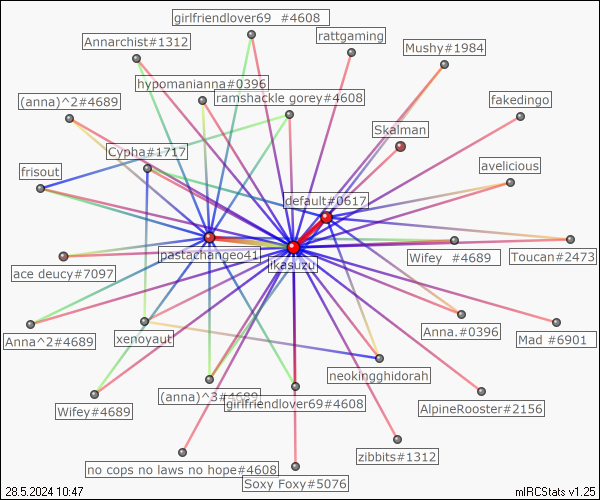 girlfriendlover69 #4608
Annarchist#1312
rattgaming
Mushy#1984
hypomanianna#0396
(anna)^2#4689
ramshackle gorey#4608
fakedingo
Skalman
Cypha#1717
frisout
avelicious
default#0617
pastachangeo41
ikasuzu
Wifey #4689
Toucan#2473
ace deucy#7097
Anna^2#4689
xenoyaut
Anna.#0396
Mad #6901
neokingghidorah
(anna)^3#4689
Wifey#4689
girlfriendlover69#4608
AlpineRooster#2156
zibbits#1312
no cops no laws no hope#4608
Soxy Foxy#5076
28.5.2024 10:47
mIRCStats v1.25